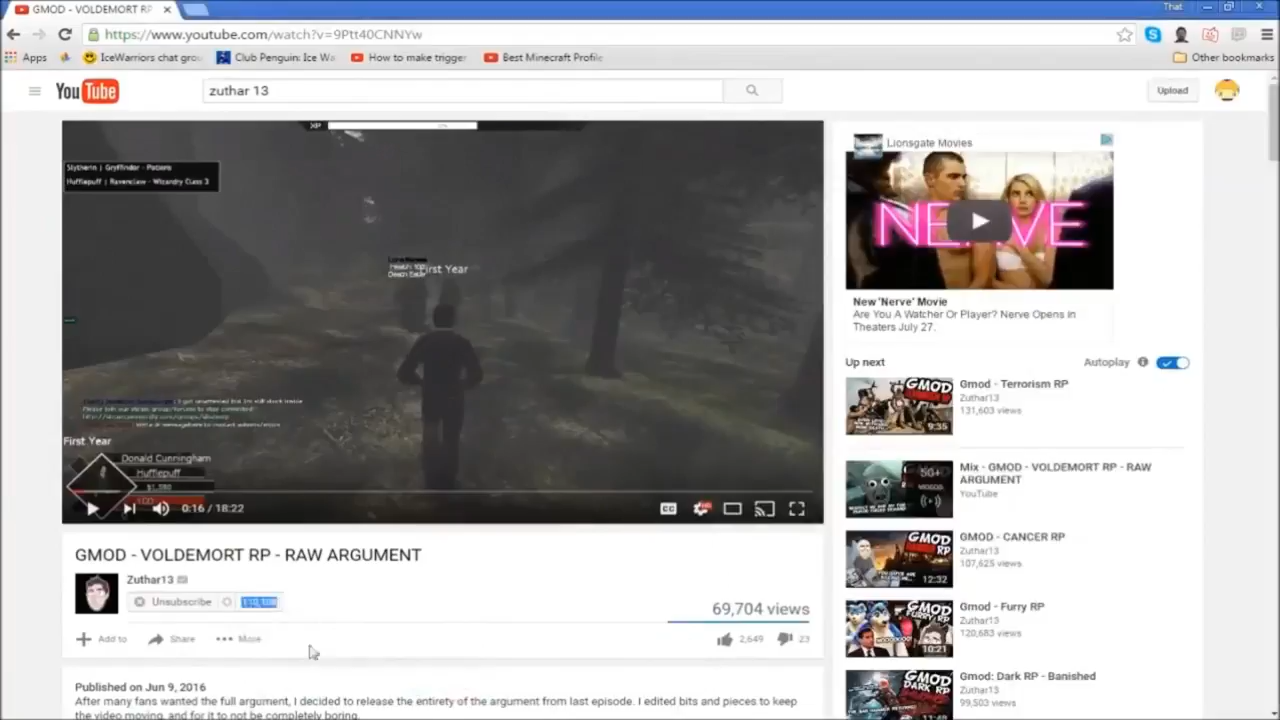 GMOD - VOLDEMORT RP
That
https://www.youtube.com/watch?v=9Ptt40CNNYw
Apps
IceWarriors chat gro
Club Penguin: Ice Wa
How to make trigger
Best Minecraft Profile
Other bookmarks
YouTube
zuthar 13
Upload
XP
Slytherin | Gryffindor - Potions
Hufflepuff | Ravenclaw - Wizardry Class 3
First Year
First Year
Donald Cunningham
Hufflepuff
0:16 / 18:22
CC
GMOD - VOLDEMORT RP - RAW ARGUMENT
Zuthar13
Unsubscribe
69,704 views
Add to
Share
More
2,649
23
Published on Jun 9, 2016
After many fans wanted the full argument, I decided to release the entirety of the argument from last episode. I edited bits and pieces to keep
the video moving, and for it to not be completely boring.
Lionsgate Movies
NERVE
New 'Nerve' Movie
Are You A Watcher Or Player? Nerve Opens in
Theaters July 27.
Up next
Autoplay
Gmod - Terrorism RP
Zuthar13
131,603 views
9:35
Mix - GMOD - VOLDEMORT RP - RAW
ARGUMENT
YouTube
50+
VIDEOS
GMOD - CANCER RP
Zuthar13
107,625 views
GMOD
12:32
Gmod - Furry RP
Zuthar13
120,683 views
GMOD
10:21
Gmod: Dark RP - Banished
Zuthar13
99,503 views
GMOD